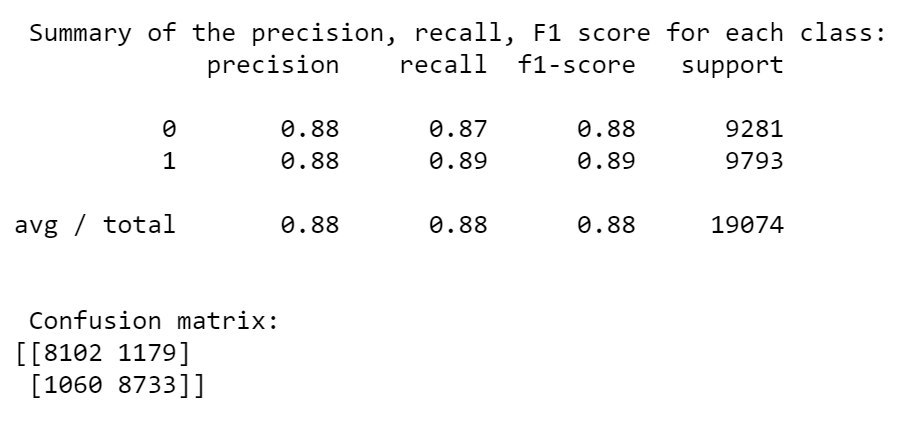 Summary of the precision, recall, F1 score for each class:
precision recall f1-score support
0 0.88 0.87 0.88 9281
1 0.88 0.89 0.89 9793
avg / total 0.88 0.88 0.88 19074
Confusion matrix:
[[8102 1179]
[1060 8733]]